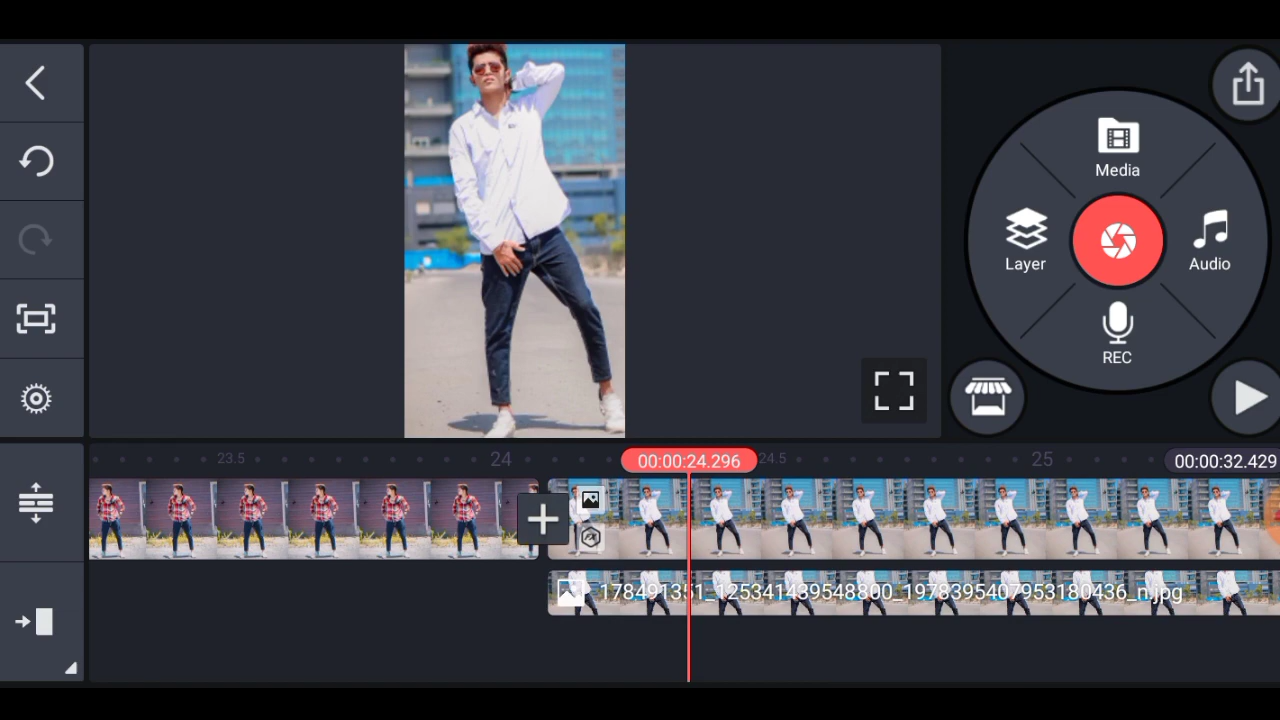 Media
Layer
Audio
REC
23.5
24
00:00:24.296
24.5
25
00:00:32.429
178491351_125341439548800_1978395407953180436_n.jpg